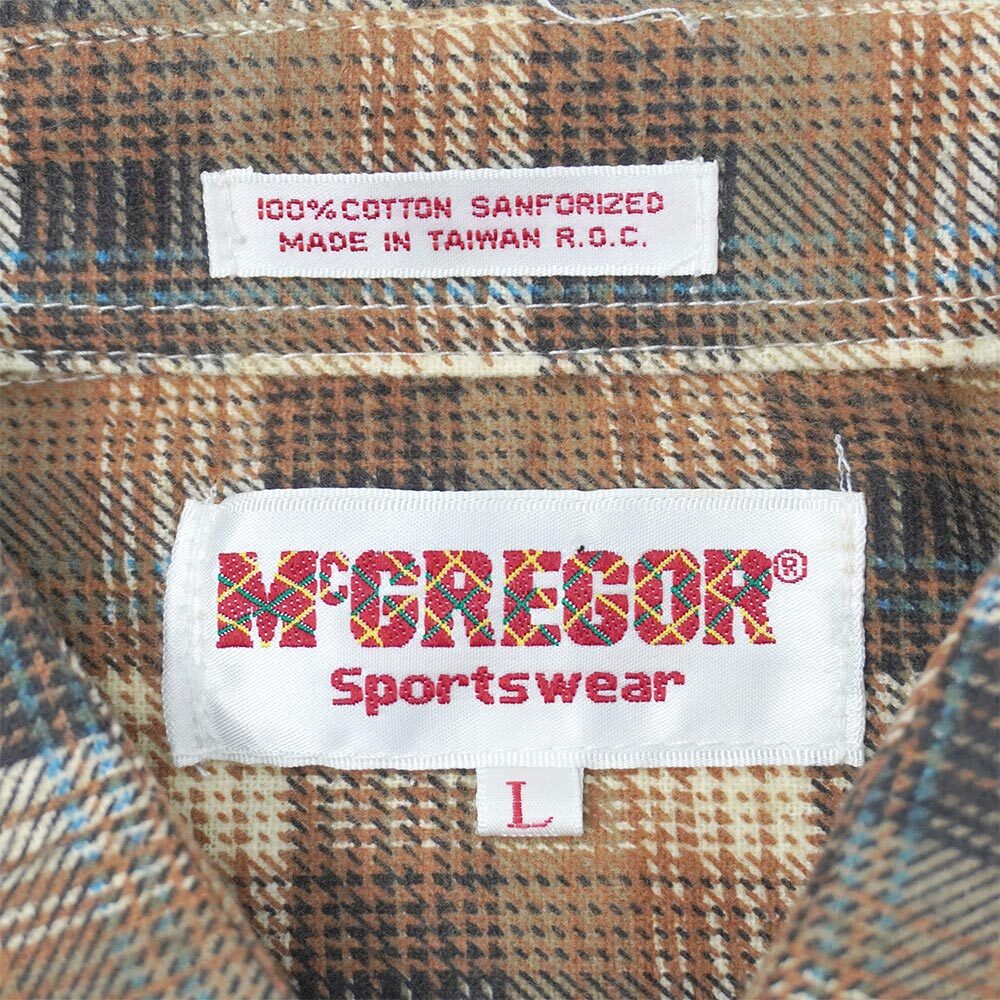 100% COTTON SANFORIZED
MADE IN TAIWAN R.O.C.
McGREGOR®
Sportswear
L